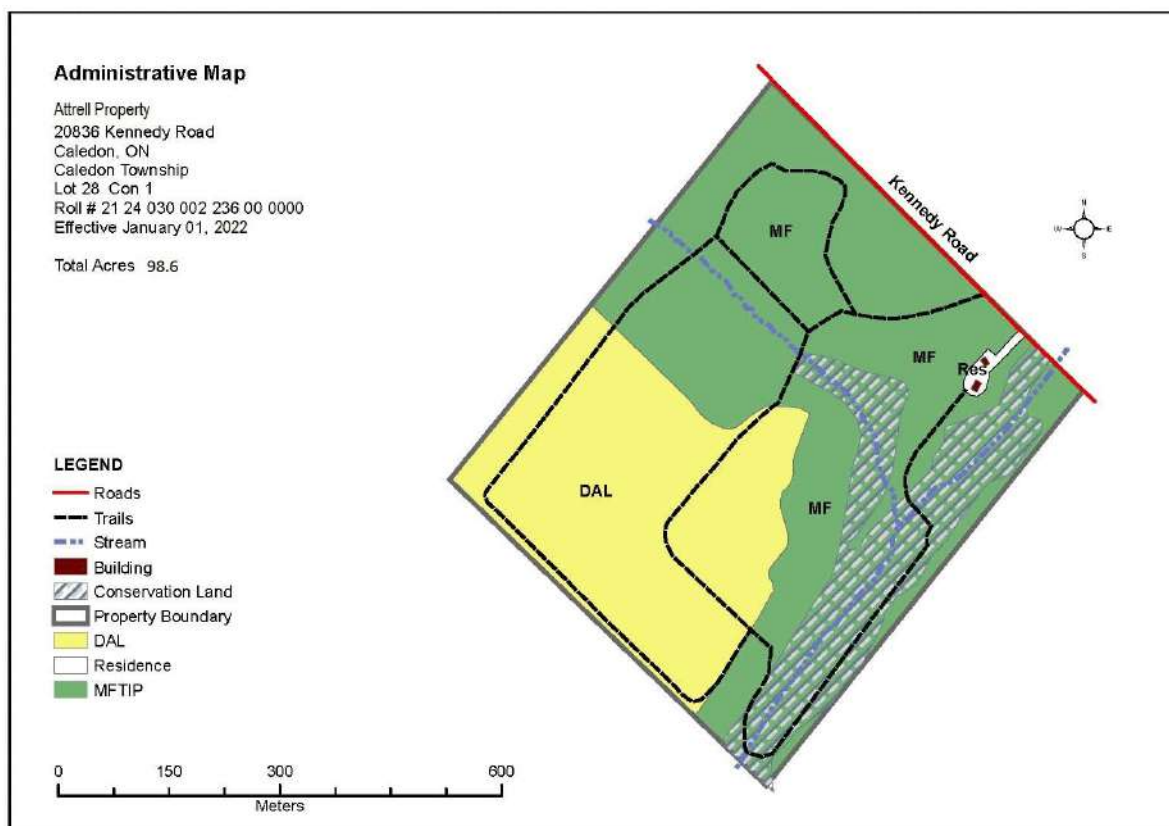 Administrative Map
Attrell Property
20836 Kennedy Road
Caledon, ON
Caledon Township
Lot 28 Con 1
Roll # 21 24 030 002 236 00 0000
Effective January 01, 2022
Total Acres 98.6
Kennedy Road
N
W
E
S
MF
MF
Res
DAL
MF
LEGEND
Roads
Trails
Stream
Building
Conservation Land
Property Boundary
DAL
Residence
MFTIP
0 150 300 600
Meters